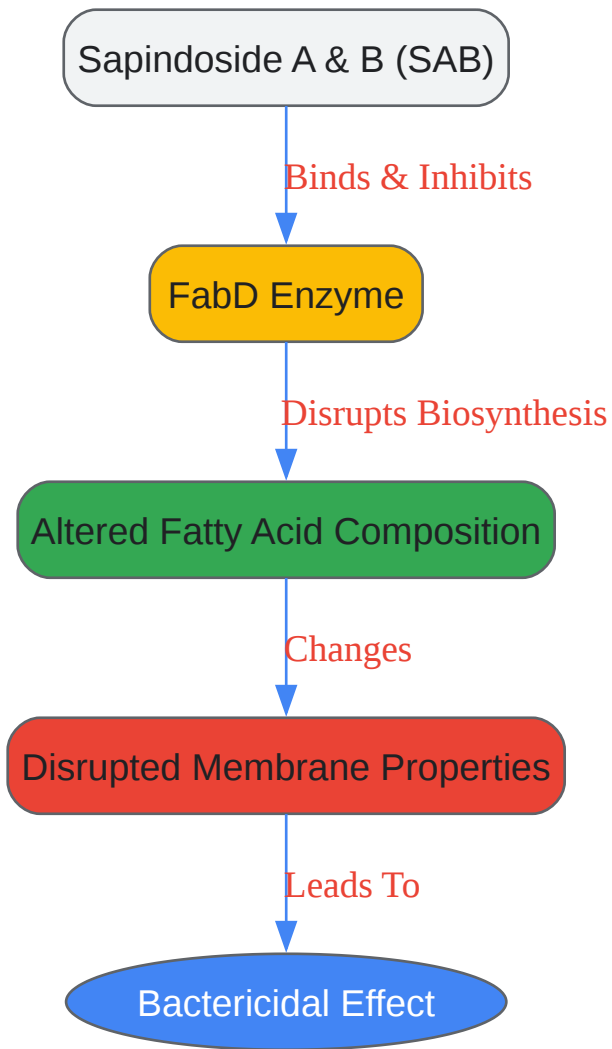 Sapindoside A & B (SAB)
Binds & Inhibits
FabD Enzyme
Disrupts Biosynthesis
Altered Fatty Acid Composition
Changes
Disrupted Membrane Properties
Leads To
Bactericidal Effect